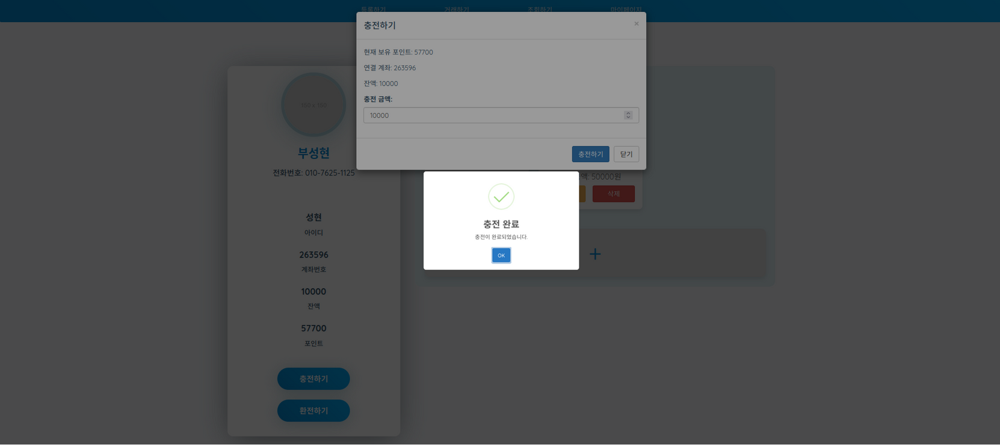 등록하기 거래하기 조회하기 마이페이지
충전하기 ×
현재 보유 포인트: 57700
연결 계좌: 263596
잔액: 10000
충전 금액:
10000
충전하기 닫기
150 x 150
부성현
전화번호: 010-7625-1125
성현
아이디
263596
계좌번호
10000
잔액
57700
포인트
충전하기
환전하기
액: 50000원
삭제
충전 완료
충전이 완료되었습니다.
OK